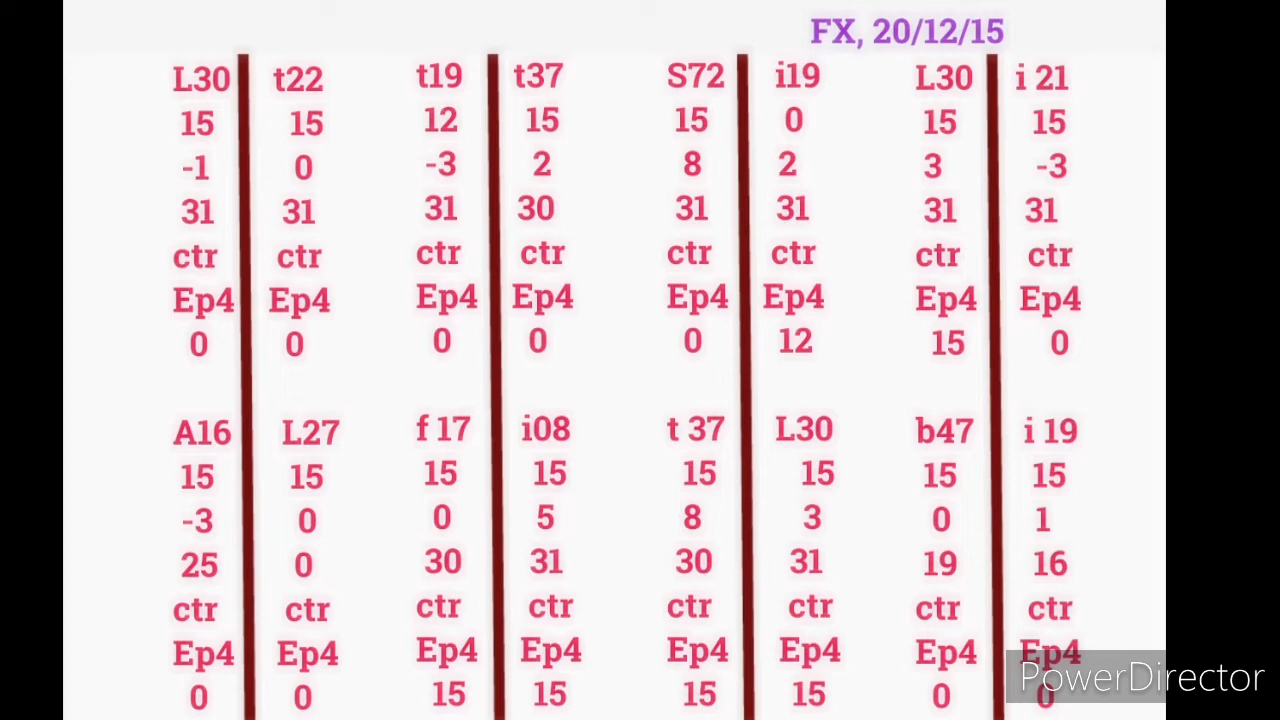 FX, 20/12/15
L30 t22 t19 t37 S72 i19 L30 i 21
15 15 12 15 15 0 15 15
-1 0 -3 2 8 2 3 -3
31 31 31 30 31 31 31 31
ctr ctr ctr ctr ctr ctr ctr ctr
Ep4 Ep4 Ep4 Ep4 Ep4 Ep4 Ep4 Ep4
0 0 0 0 0 12 15 0
A16 L27 f 17 i08 t 37 L30 b47 i 19
15 15 15 15 15 15 15 15
-3 0 0 5 8 3 0 1
25 0 30 31 30 31 19 16
ctr ctr ctr ctr ctr ctr ctr ctr
Ep4 Ep4 Ep4 Ep4 Ep4 Ep4 Ep4 Ep4
0 0 15 15 15 15 0 0
PowerDirector